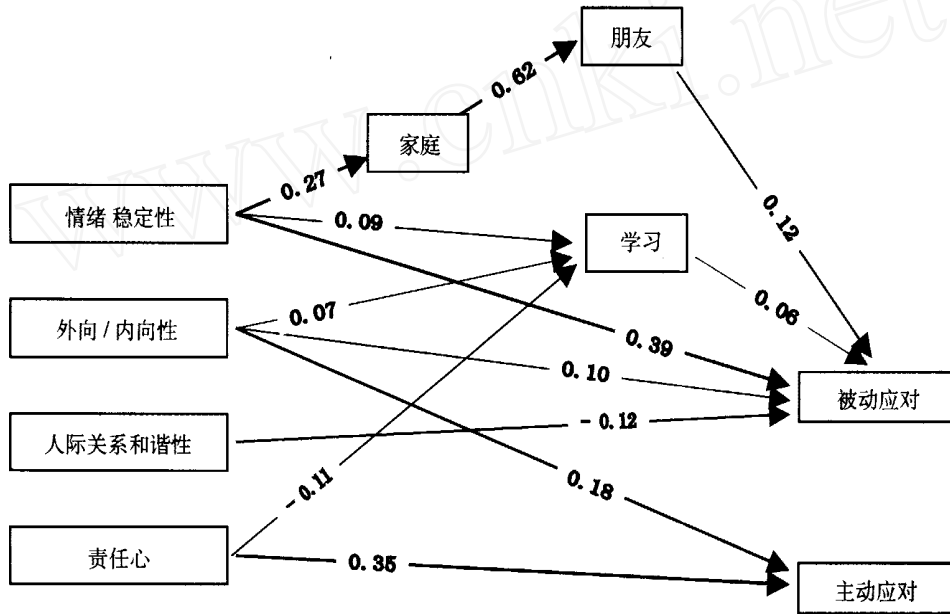 www.cnki.net
朋友
0.62
家庭
0.27
情绪 稳定性
0.09
学习
0.12
外向 / 内向性
0.07
0.06
0.39
0.10
被动应对
人际关系和谐性
- 0.12
- 0.11
0.18
责任心
0.35
主动应对